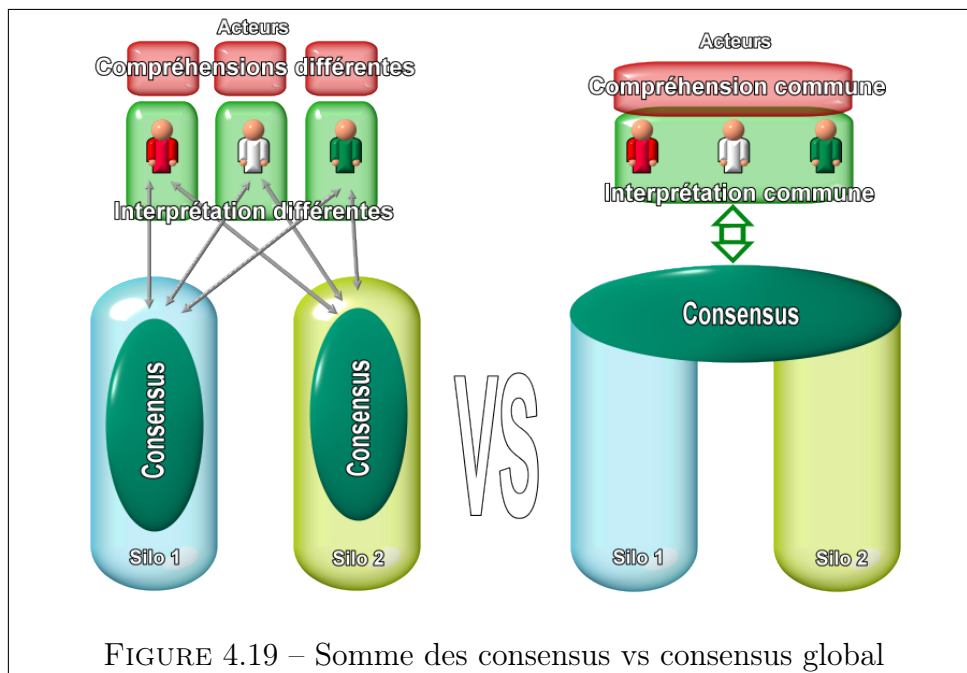 Acteurs
Compréhensions différentes
Interprétation différentes
Consensus
Consensus
Silo 1
Silo 2
VS
Acteurs
Compréhension commune
Interprétation commune
Consensus
Silo 1
Silo 2
FIGURE 4.19 – Somme des consensus vs consensus global